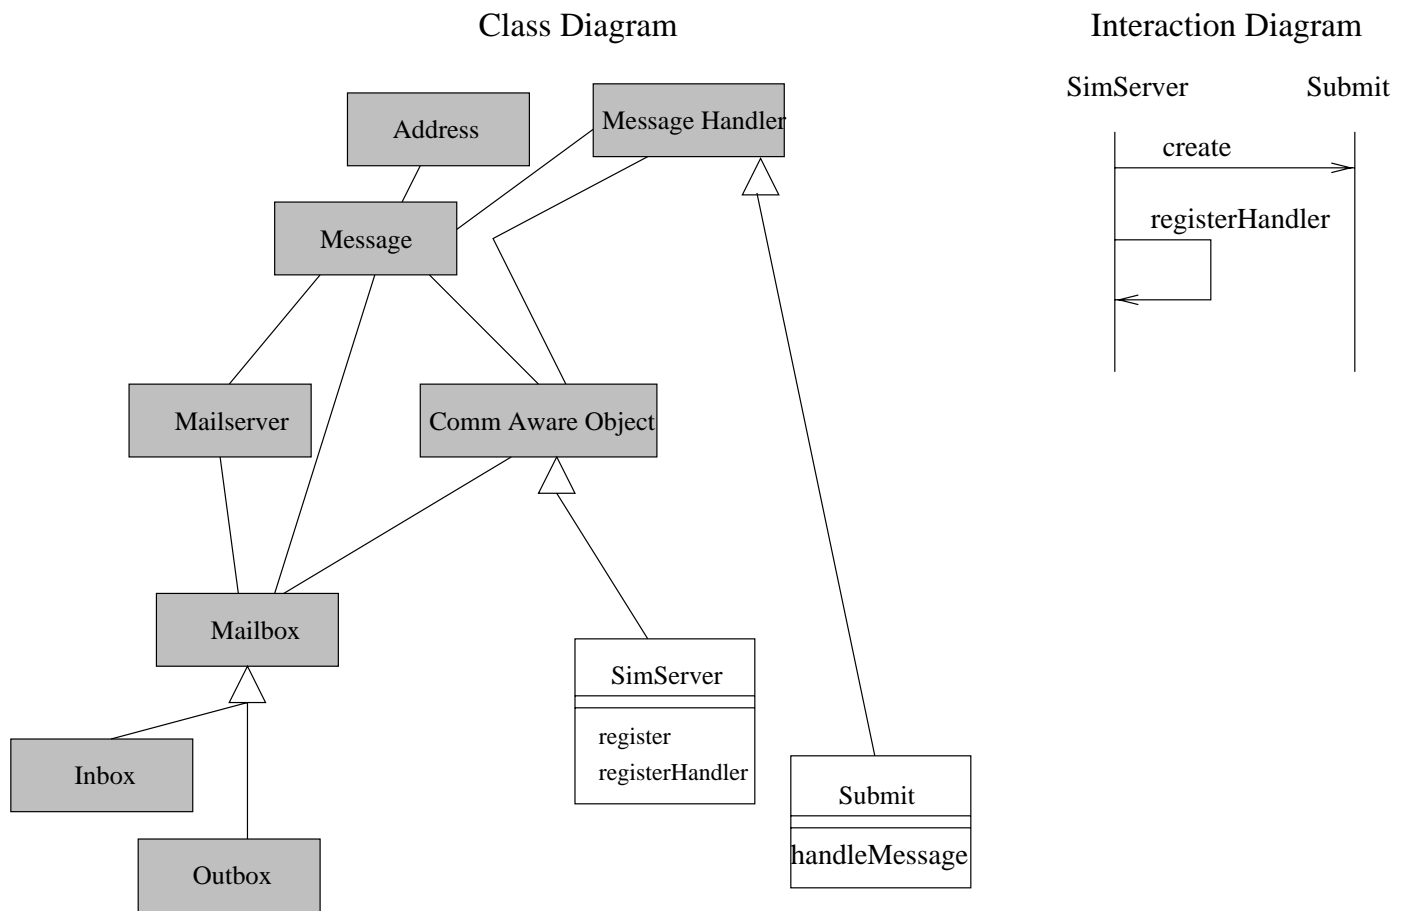 Class Diagram
Interaction Diagram
Address
Message Handler
Message
Mailserver
Comm Aware Object
Mailbox
SimServer
register
registerHandler
Inbox
Submit
handleMessage
Outbox
SimServer
Submit
create
registerHandler